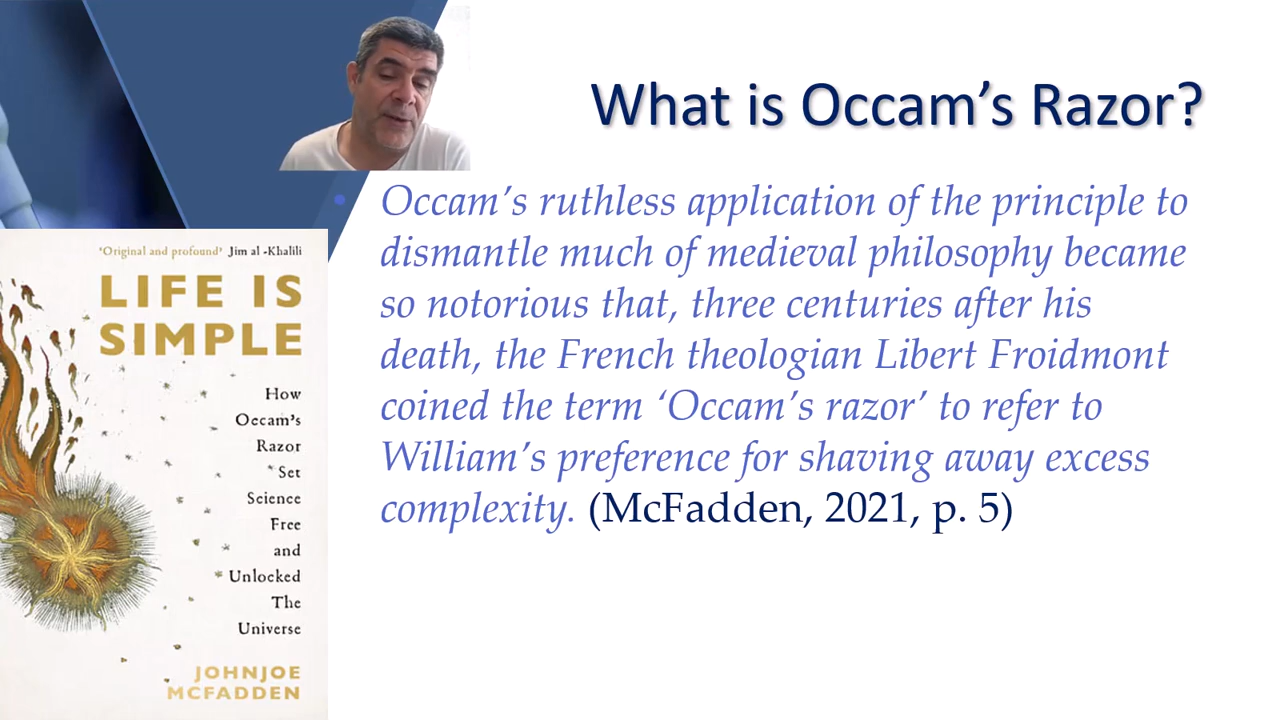 What is Occam’s Razor?
• Occam’s ruthless application of the principle to
dismantle much of medieval philosophy became
so notorious that, three centuries after his
death, the French theologian Libert Froidmont
coined the term ‘Occam’s razor’ to refer to
William’s preference for shaving away excess
complexity. (McFadden, 2021, p. 5)
‘Original and profound’ Jim al -Khalili
LIFE IS
SIMPLE
How
Occam’s
Razor
Set
Science
Free
and
Unlocked
The
Universe
JOHNJOE
MCFADDEN